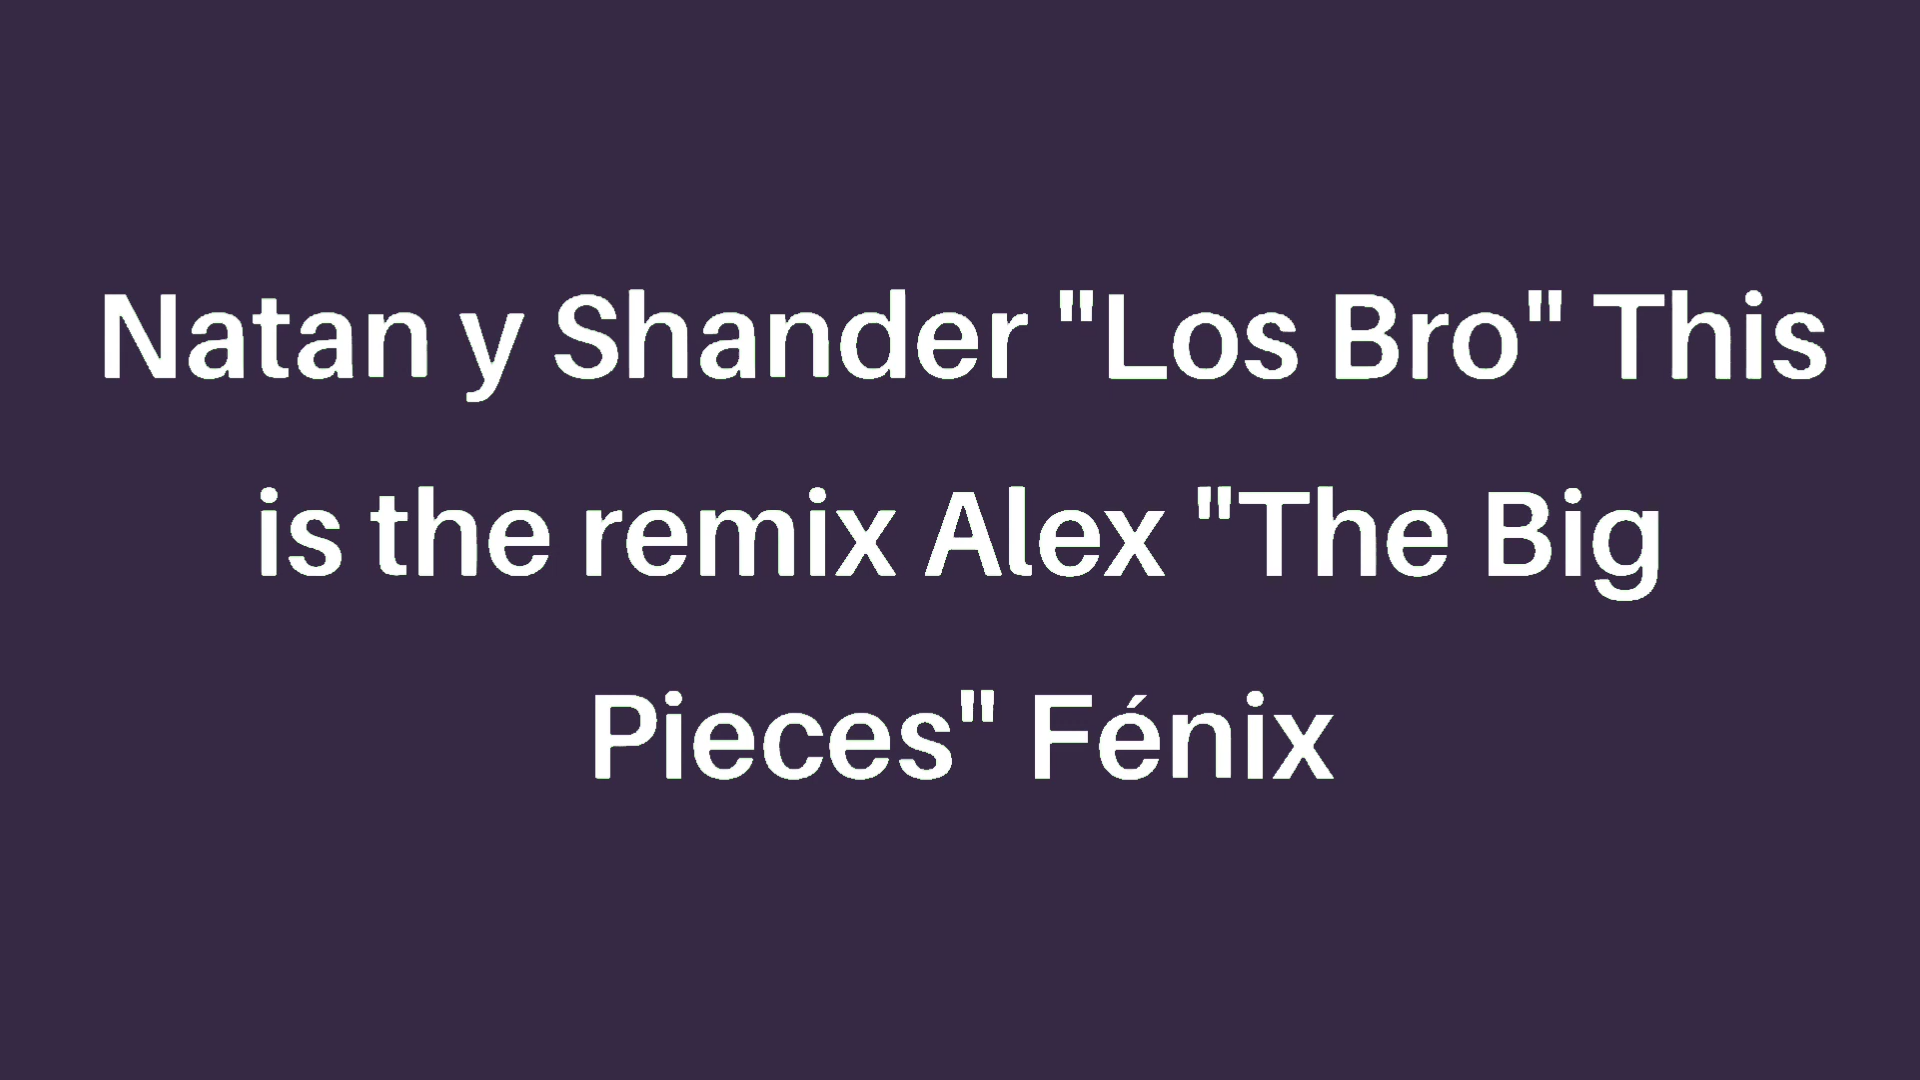 Natan y Shander "Los Bro" This
is the remix Alex "The Big
Pieces" Fénix